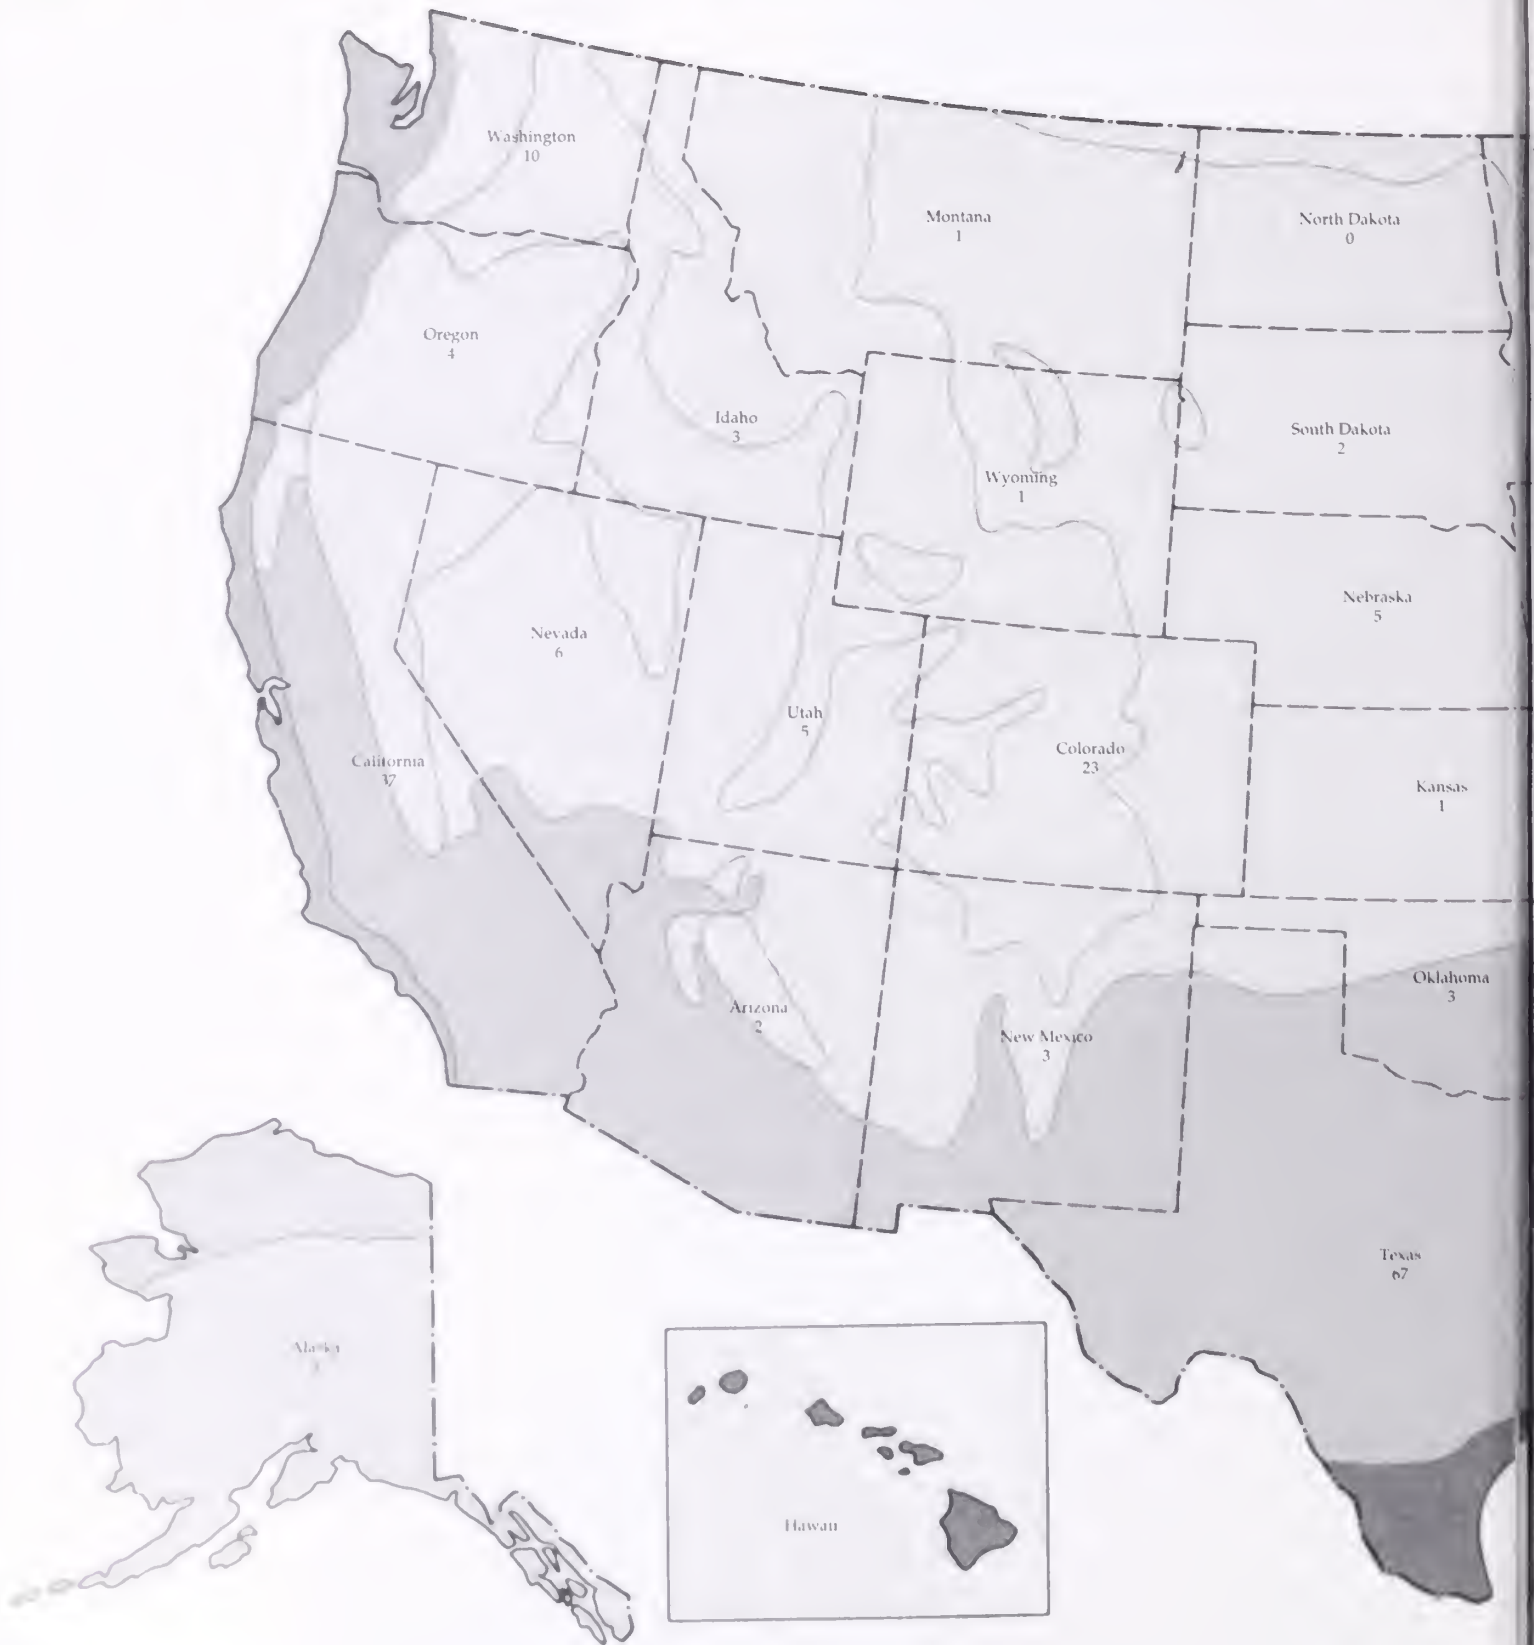 Washington
10
Montana
1
North Dakota
0
Oregon
4
Idaho
3
South Dakota
2
Wyoming
1
Nebraska
5
Nevada
6
Utah
5
Colorado
23
California
37
Kansas
1
Oklahoma
3
Arizona
2
New Mexico
3
Texas
67
Alaska
Hawaii